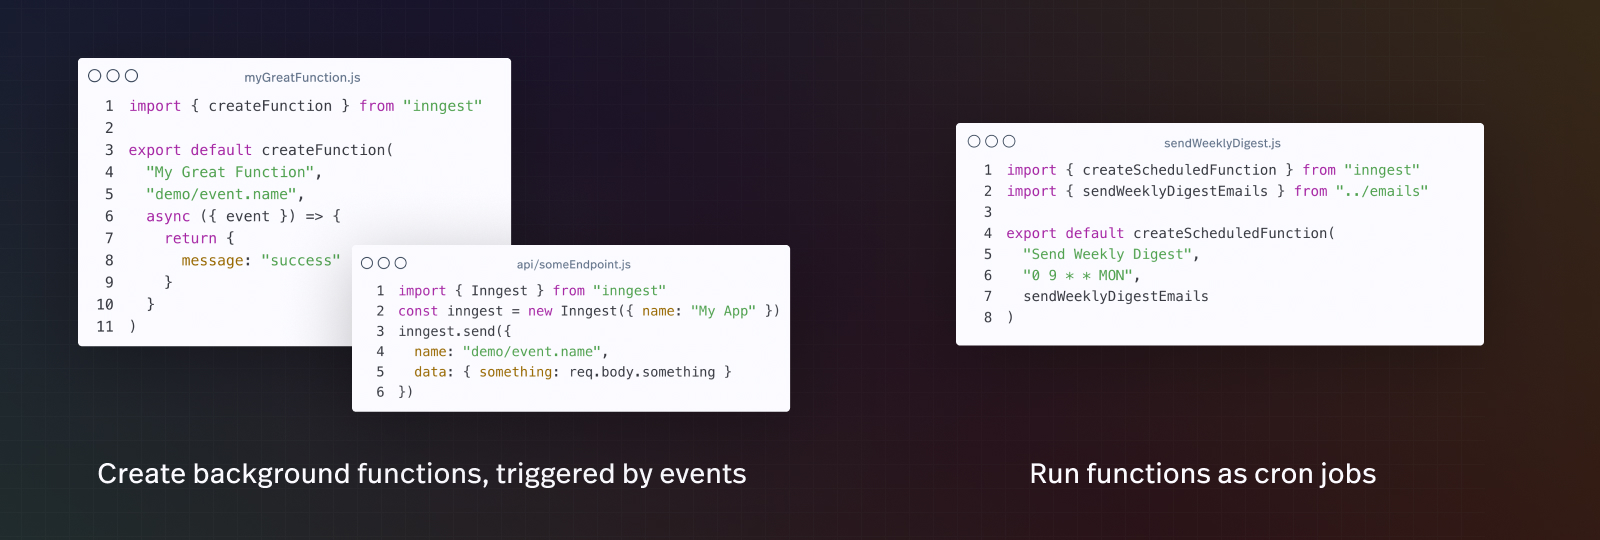 myGreatFunction.js
1 import { createFunction } from "inngest"
2
3 export default createFunction(
4   "My Great Function",
5   "demo/event.name",
6   async ({ event }) => {
7     return {
8       message: "success"
9     }
10   }
11 )
api/someEndpoint.js
1 import { Inngest } from "inngest"
2 const inngest = new Inngest({ name: "My App" })
3 inngest.send({
4   name: "demo/event.name",
5   data: { something: req.body.something }
6 })
Create background functions, triggered by events
sendWeeklyDigest.js
1 import { createScheduledFunction } from "inngest"
2 import { sendWeeklyDigestEmails } from "../emails"
3
4 export default createScheduledFunction(
5   "Send Weekly Digest",
6   "0 9 * * MON",
7   sendWeeklyDigestEmails
8 )
Run functions as cron jobs